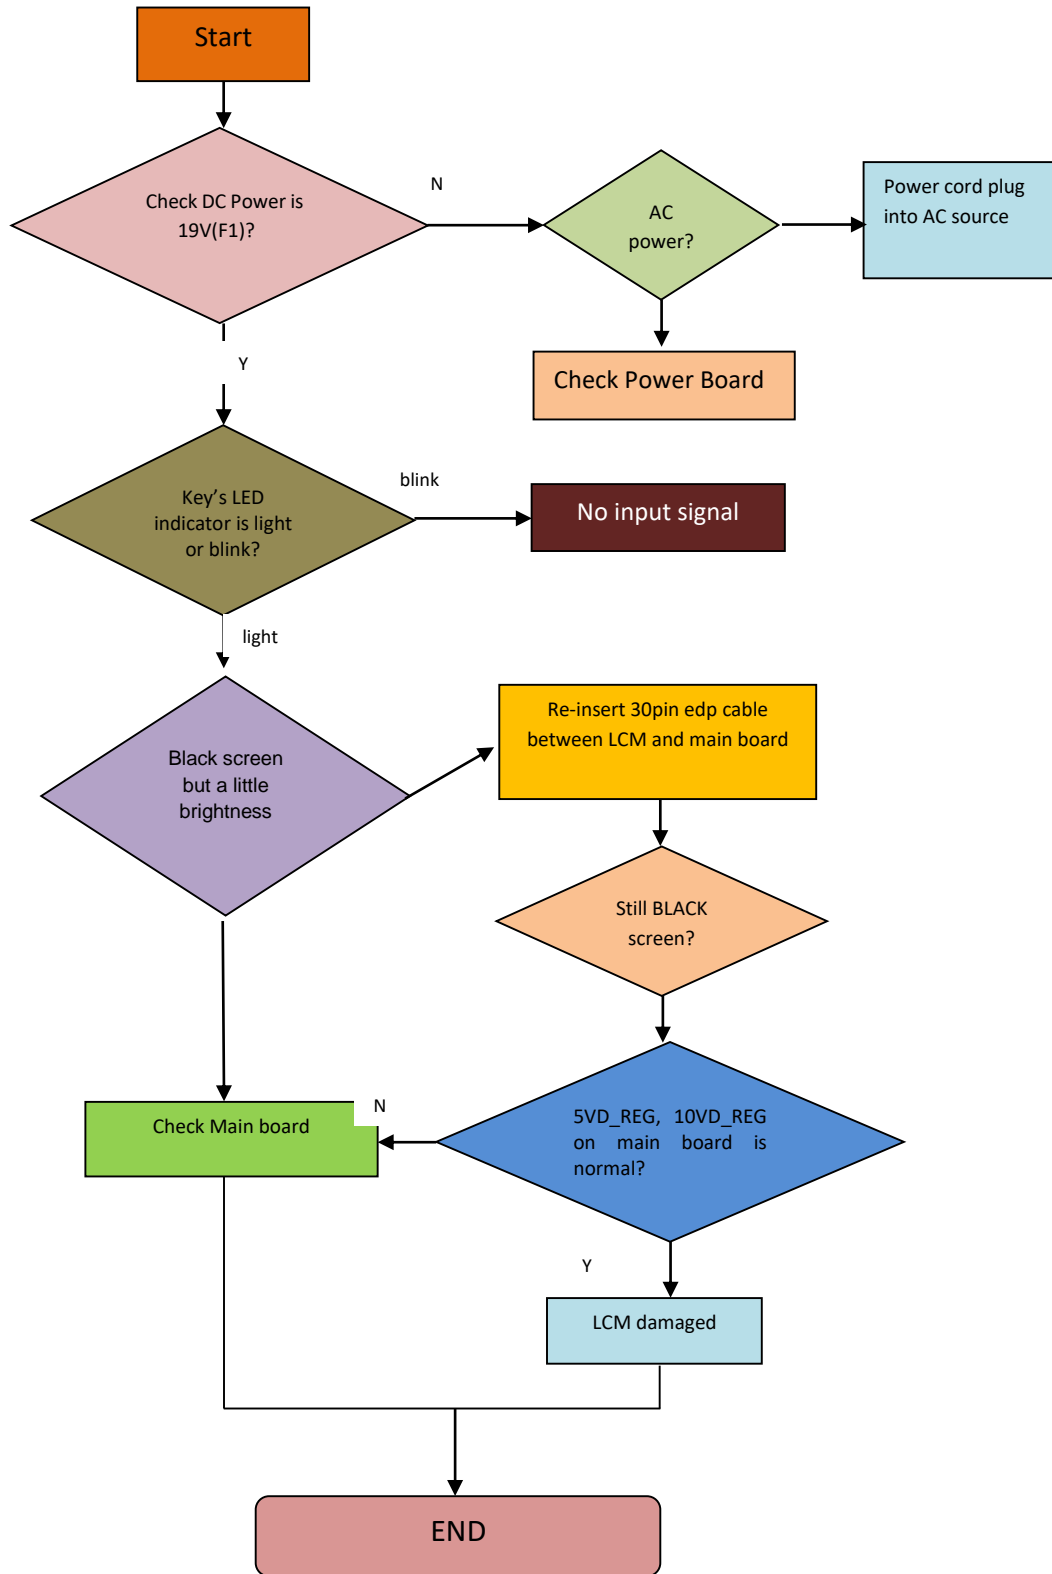 Start
Check DC Power is
19V(F1)?
N
AC
power?
Power cord plug
into AC source
Y
Check Power Board
Key’s LED
indicator is light
or blink?
blink
No input signal
light
Black screen
but a little
brightness
Re-insert 30pin edp cable
between LCM and main board
Still BLACK
screen?
N
Check Main board
5VD_REG, 10VD_REG
on main board is
normal?
Y
LCM damaged
END